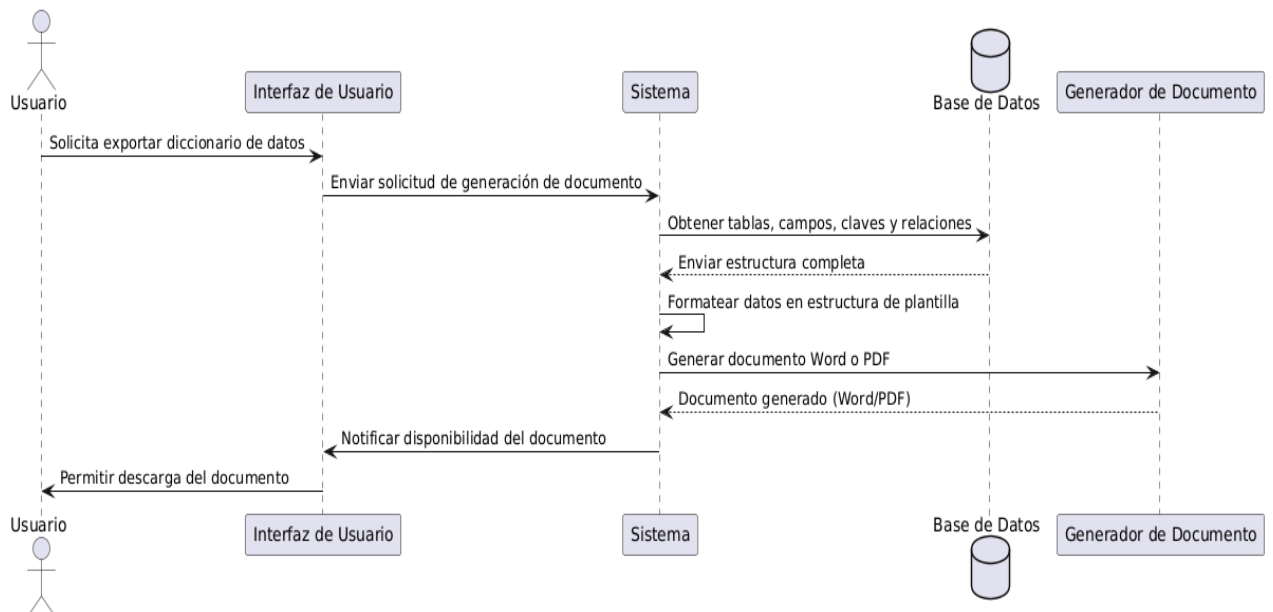 Usuario
Interfaz de Usuario
Sistema
Base de Datos
Generador de Documento
Solicita exportar diccionario de datos
Enviar solicitud de generación de documento
Obtener tablas, campos, claves y relaciones
Enviar estructura completa
Formatear datos en estructura de plantilla
Generar documento Word o PDF
Documento generado (Word/PDF)
Notificar disponibilidad del documento
Permitir descarga del documento
Usuario
Interfaz de Usuario
Sistema
Base de Datos
Generador de Documento